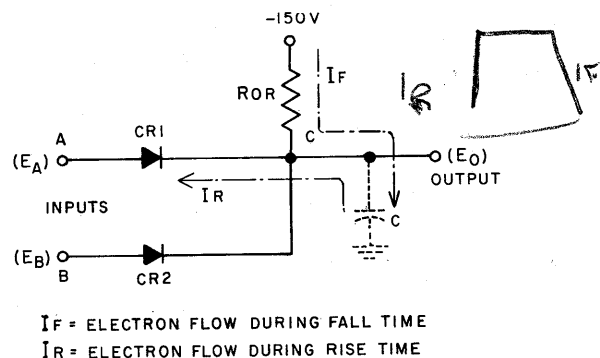 -150V
ROR
IF
IR
IF
A
CR1
C
(EA)
(EO)
OUTPUT
IR
INPUTS
C
(EB)
B
CR2
IF = ELECTRON FLOW DURING FALL TIME
IR = ELECTRON FLOW DURING RISE TIME